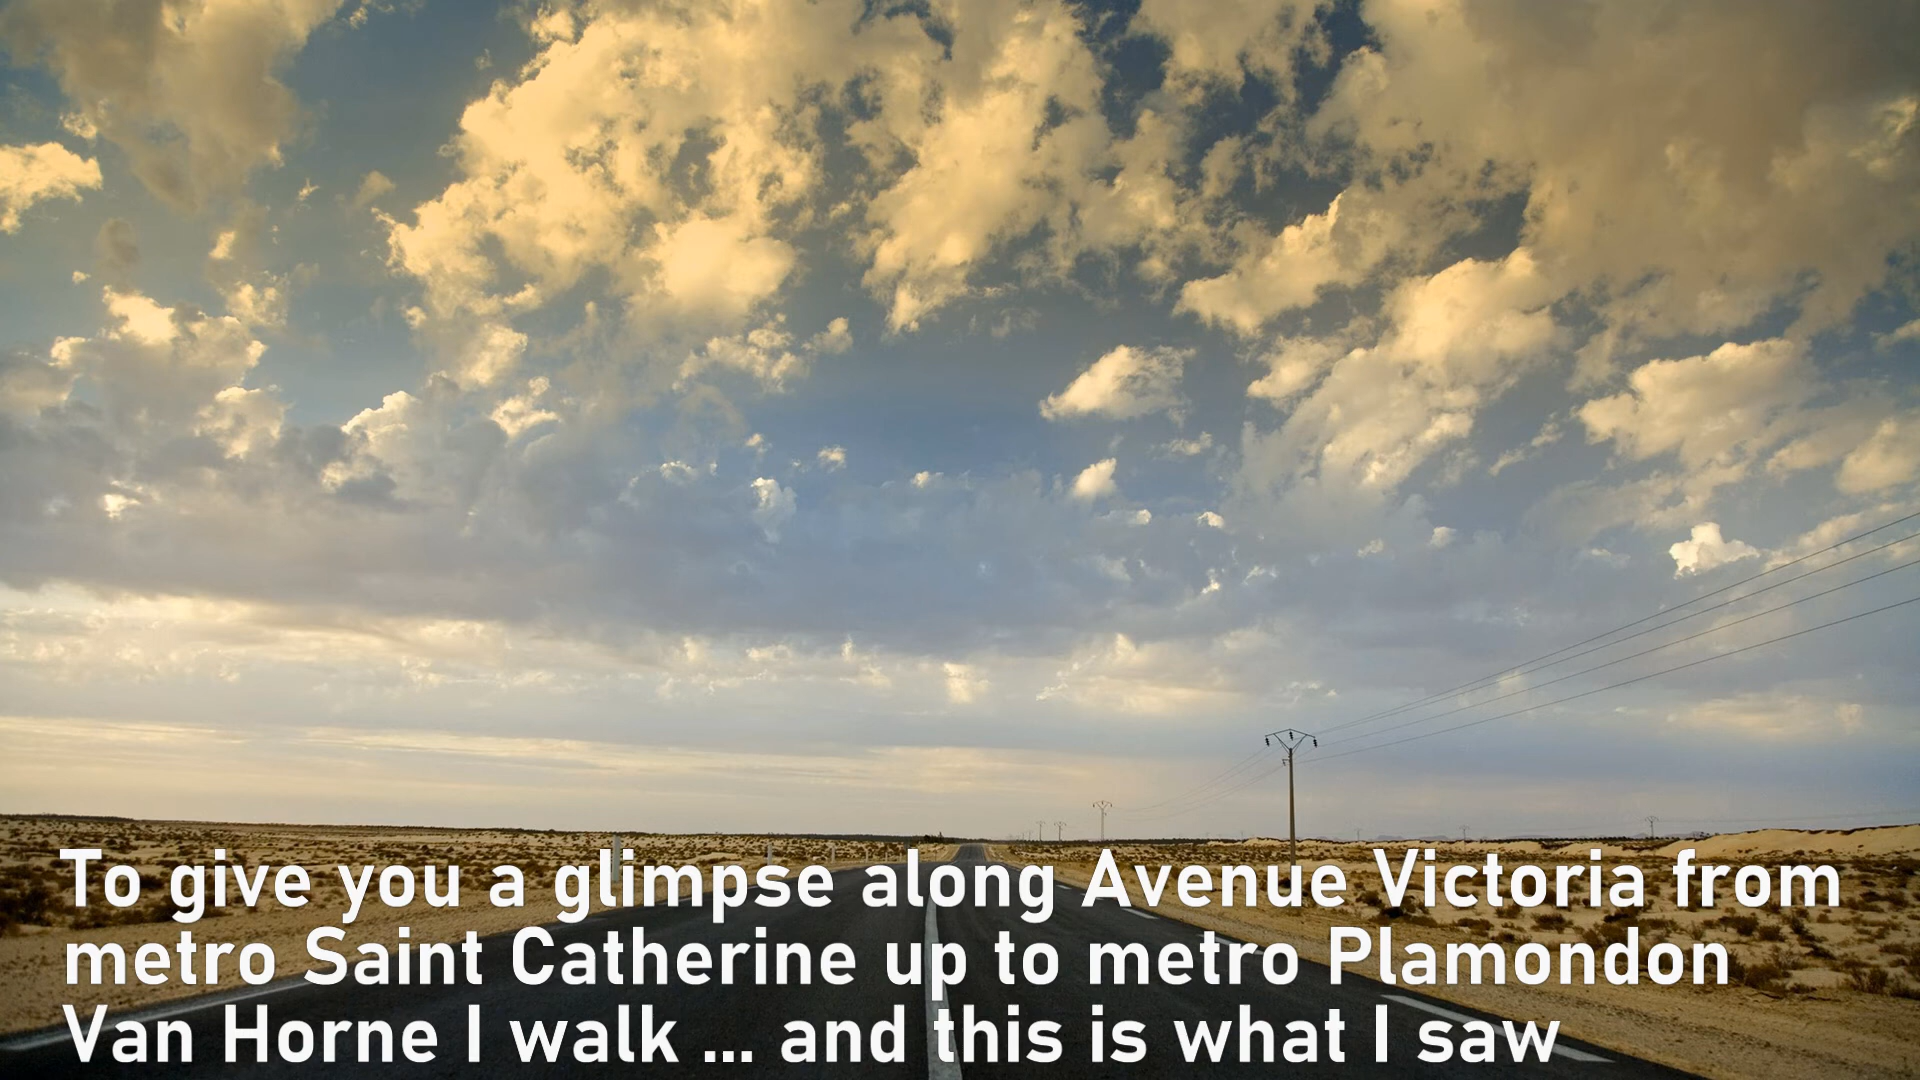 To give you a glimpse along Avenue Victoria from
metro Saint Catherine up to metro Plamondon
Van Horne I walk ... and this is what I saw